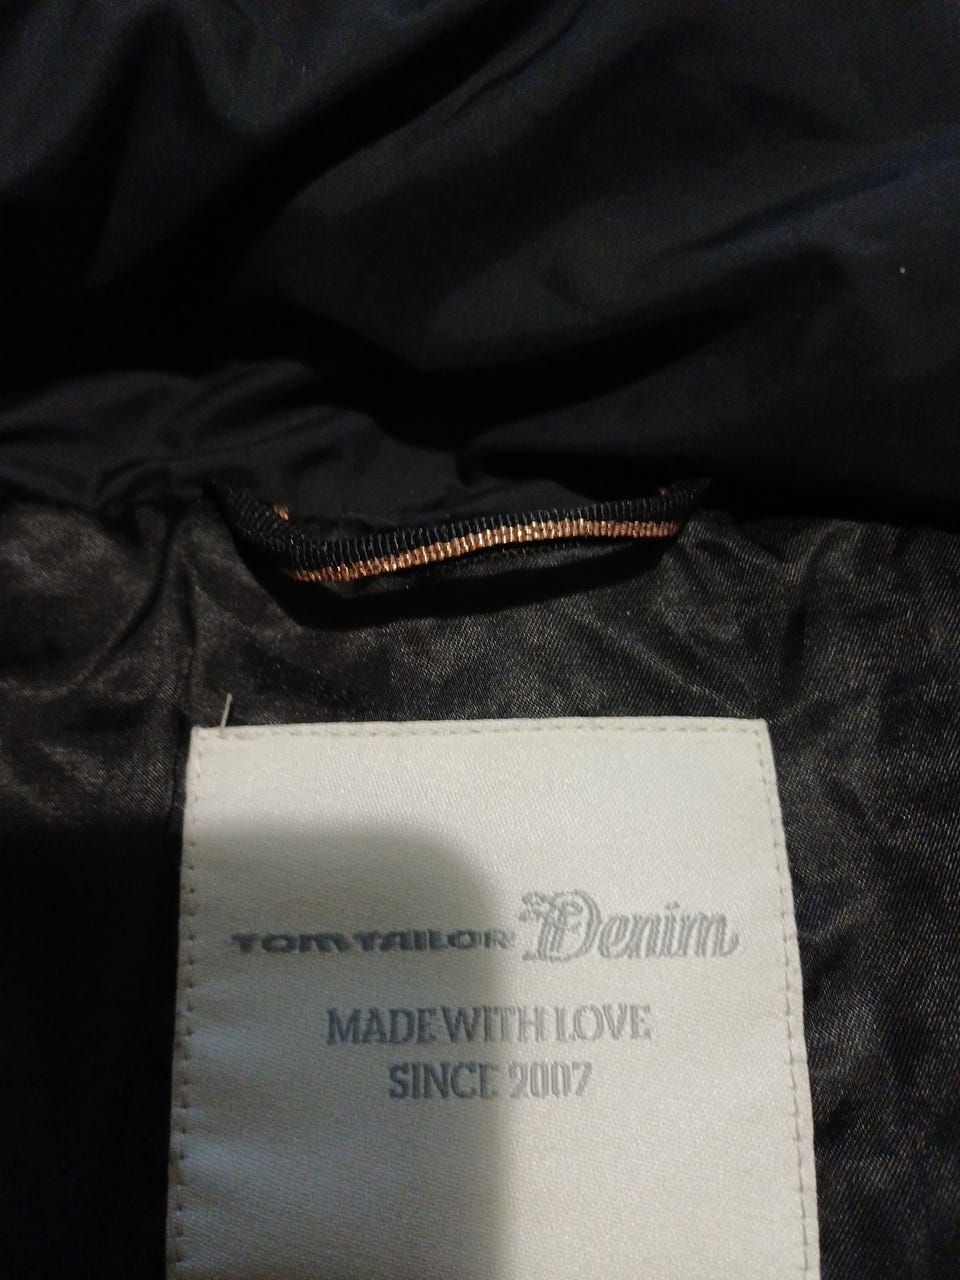 TOM TAILOR Denim
MADE WITH LOVE
SINCE 2007